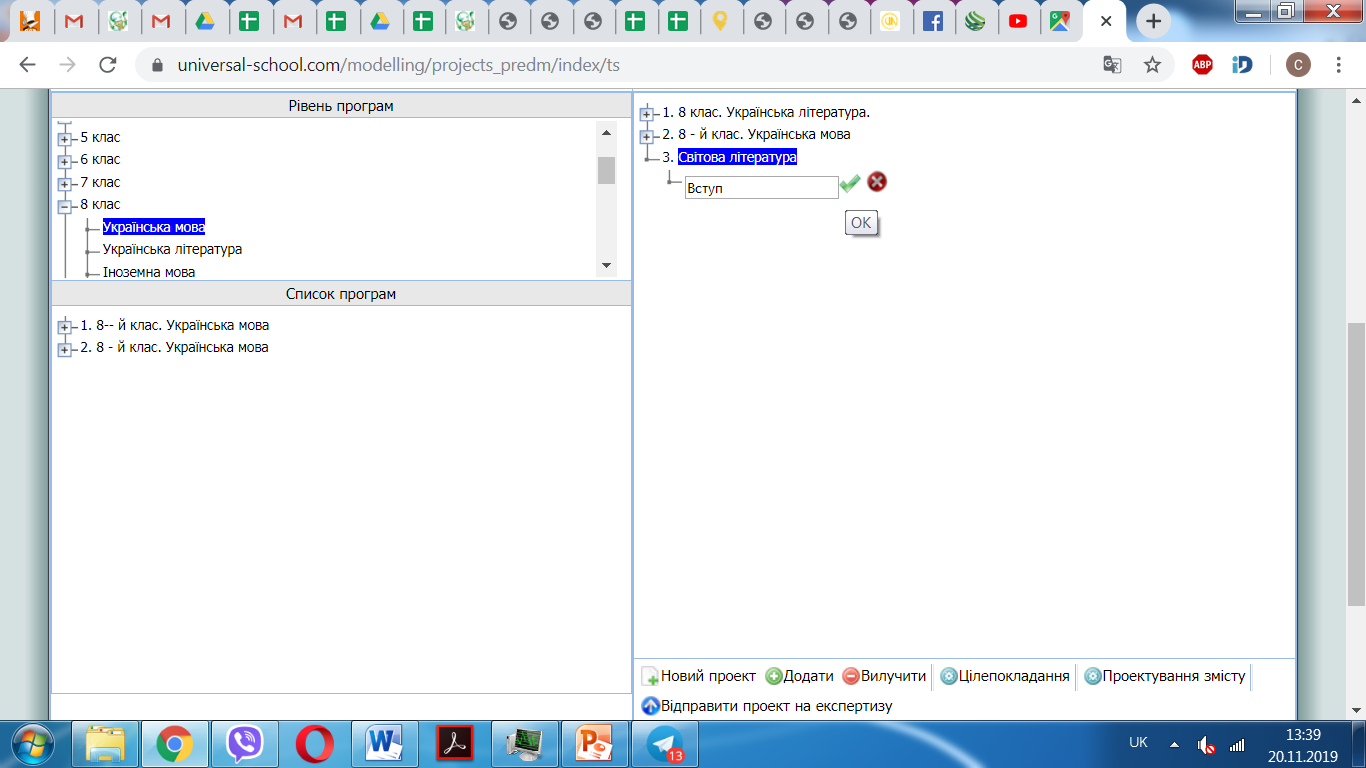 universal-school.com/modelling/projects_predm/index/ts
ABP
iD
C
Рівень програм
5 клас
6 клас
7 клас
8 клас
Українська мова
Українська література
Іноземна мова
Список програм
1. 8-- й клас. Українська мова
2. 8 - й клас. Українська мова
1. 8 клас. Українська література.
2. 8 - й клас. Українська мова
3. Світова література
Вступ
OK
Новий проект Додати Вилучити Цілепокладання Проектування змісту
Відправити проект на експертизу
13
UK
13:39
20.11.2019